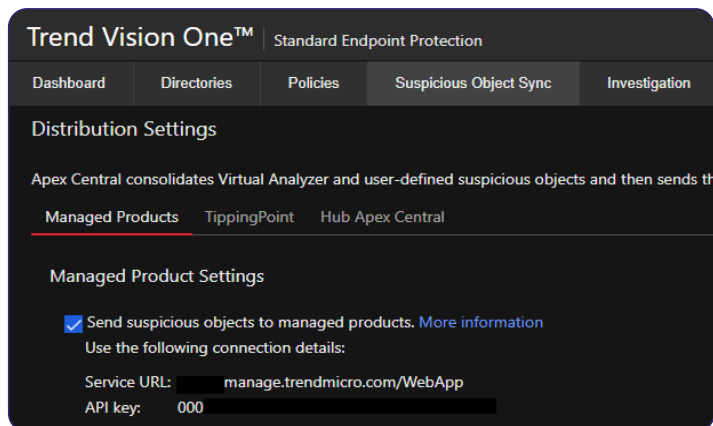 Trend Vision One™ | Standard Endpoint Protection
Dashboard Directories Policies Suspicious Object Sync Investigation
Distribution Settings
Apex Central consolidates Virtual Analyzer and user-defined suspicious objects and then sends th
Managed Products TippingPoint Hub Apex Central
Managed Product Settings
Send suspicious objects to managed products. More information
Use the following connection details:
Service URL: manage.trendmicro.com/WebApp
API key: 000